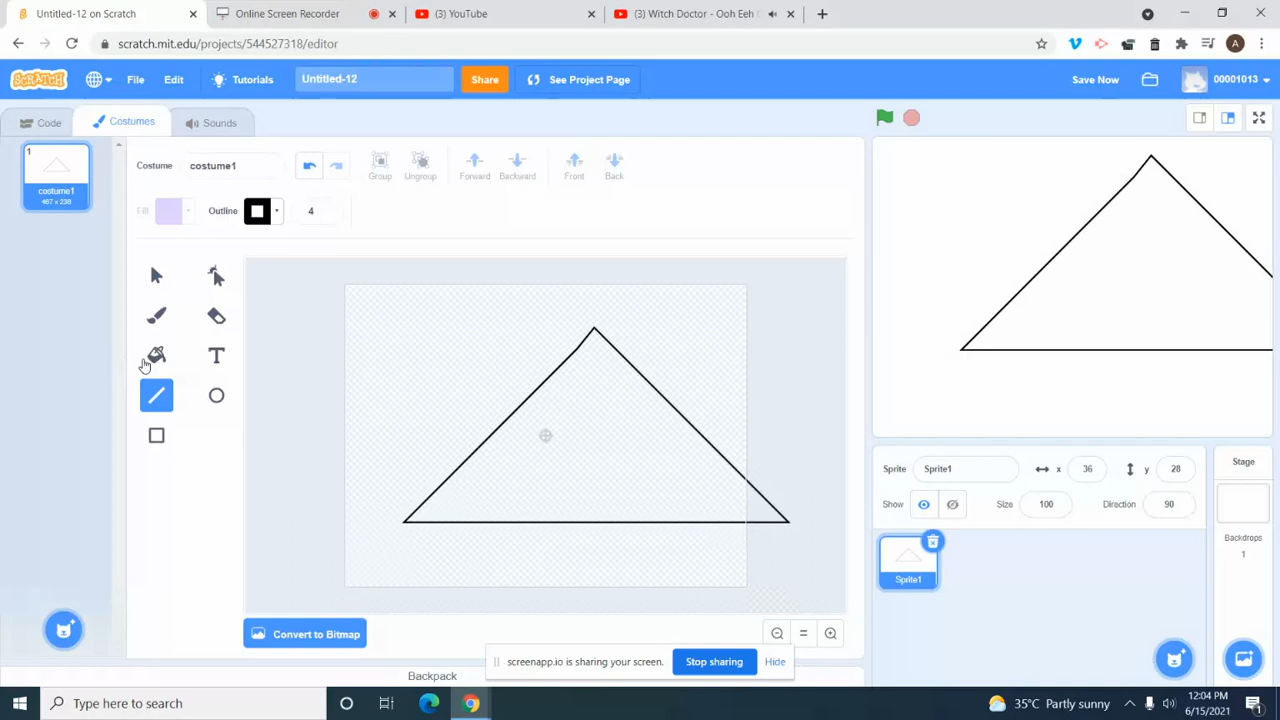 Untitled-12 on Scratch
Online Screen Recorder
(3) YouTube
(3) Witch Doctor - Ooh Eeh
scratch.mit.edu/projects/544527318/editor
A
SCRATCH
File
Edit
Tutorials
Untitled-12
Share
See Project Page
Save Now
00001013
Code
Costumes
Sounds
1
costume1
467 x 238
Costume
costume1
Group
Ungroup
Forward
Backward
Front
Back
Fill
Outline
4
T
Convert to Bitmap
Sprite
Sprite1
x
36
y
28
Show
Size
100
Direction
90
Sprite1
Stage
Backdrops
1
screenapp.io is sharing your screen.
Stop sharing
Hide
Backpack
Type here to search
35°C Partly sunny
12:04 PM
6/15/2021
1